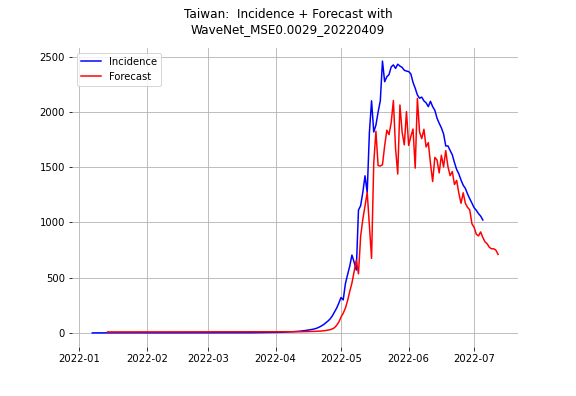 Taiwan:  Incidence + Forecast with
WaveNet_MSE0.0029_20220409
Incidence
Forecast
2500
2000
1500
1000
500
0
2022-01 2022-02 2022-03 2022-04 2022-05 2022-06 2022-07